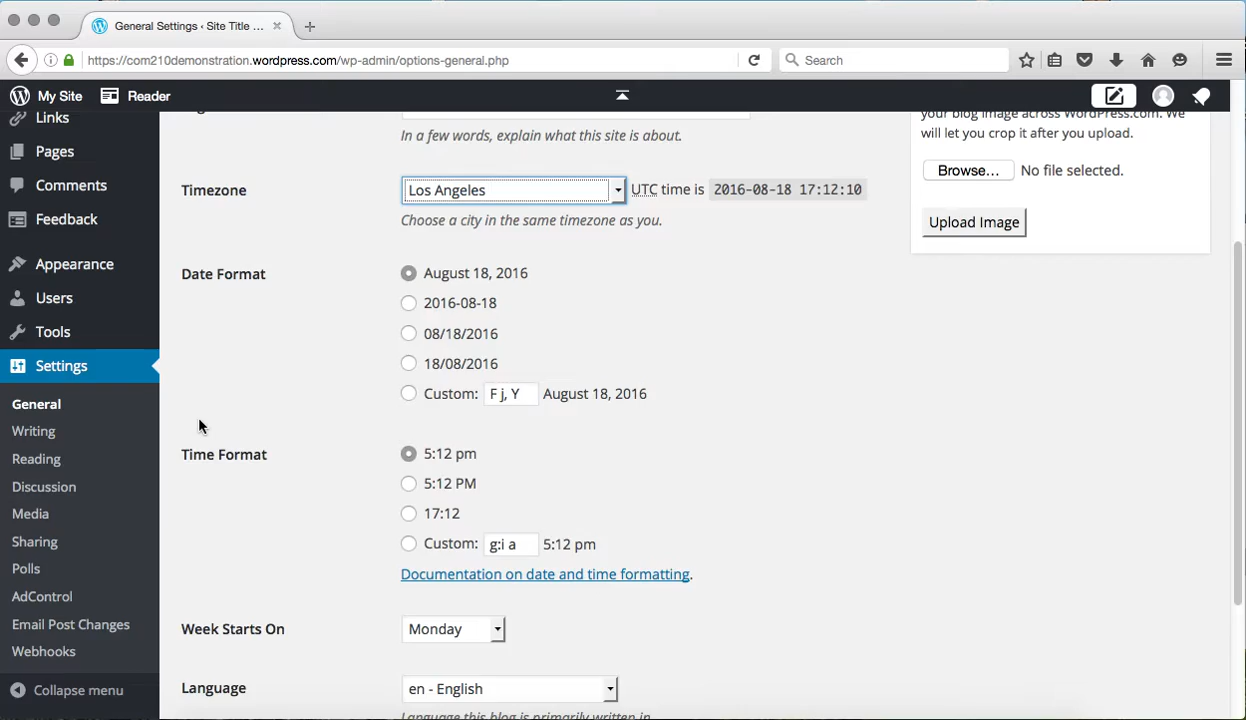 General Settings ‹ Site Title ...
https://com210demonstration.wordpress.com/wp-admin/options-general.php
Search
My Site
Reader
Links
Pages
Comments
Feedback
Appearance
Users
Tools
Settings
General
Writing
Reading
Discussion
Media
Sharing
Polls
AdControl
Email Post Changes
Webhooks
Collapse menu
In a few words, explain what this site is about.
Timezone
Los Angeles
UTC time is 2016-08-18 17:12:10
Choose a city in the same timezone as you.
Date Format
August 18, 2016
2016-08-18
08/18/2016
18/08/2016
Custom: F j, Y August 18, 2016
Time Format
5:12 pm
5:12 PM
17:12
Custom: g:i a 5:12 pm
Documentation on date and time formatting.
Week Starts On
Monday
Language
en - English
Language this blog is primarily written in
your blog image across WordPress.com. We
will let you crop it after you upload.
Browse... No file selected.
Upload Image